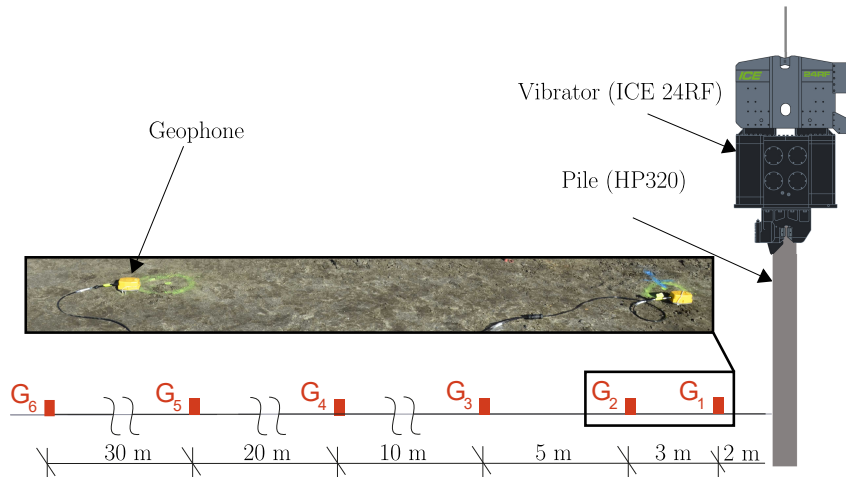 ICE 24RF
Vibrator (ICE 24RF)
Geophone
Pile (HP320)
G6 G5 G4 G3 G2 G1
30 m 20 m 10 m 5 m 3 m 2 m